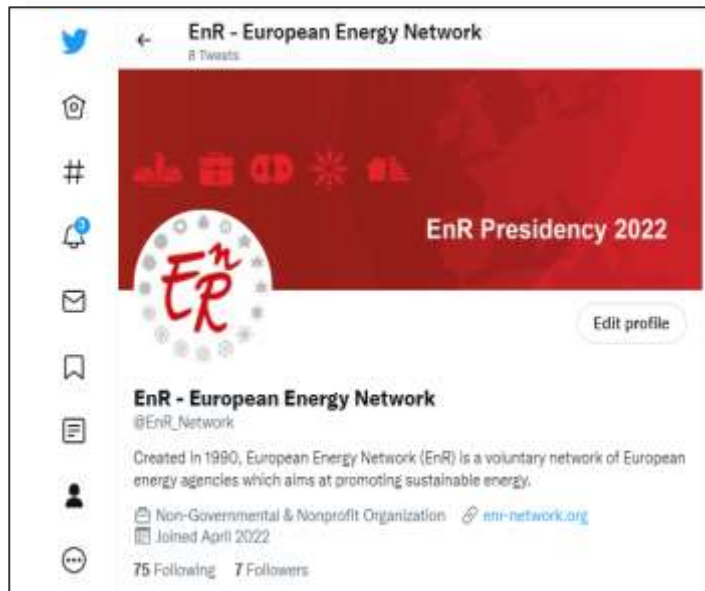 EnR - European Energy Network
8 Tweets
EnR Presidency 2022
EnR
3
Edit profile
EnR - European Energy Network
@EnR_Network
Created in 1990, European Energy Network (EnR) is a voluntary network of European
energy agencies which aims at promoting sustainable energy.
Non-Governmental & Nonprofit Organization enr-network.org
Joined April 2022
75 Following 7 Followers